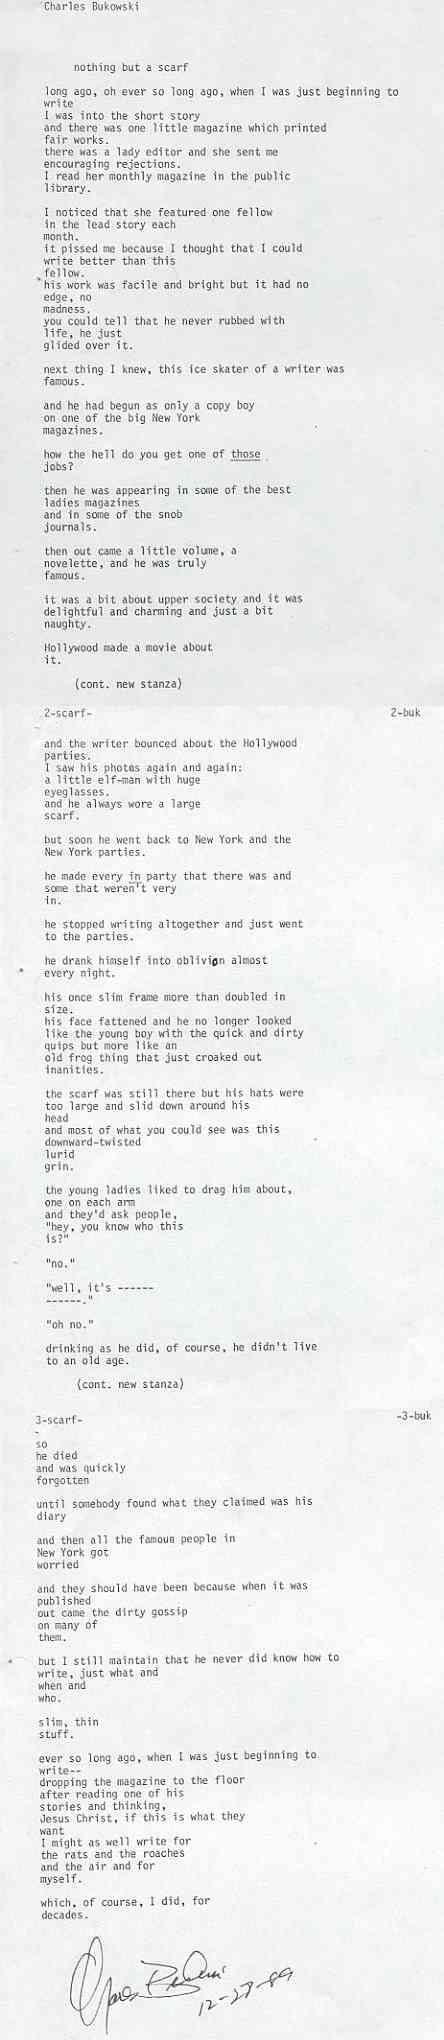 Charles Bukowski
nothing but a scarf
long ago, oh ever so long ago, when I was just beginning to
write
I was into the short story
and there was one little magazine which printed
fair works.
there was a lady editor and she sent me
encouraging rejections.
I read her monthly magazine in the public
library.
I noticed that she featured one fellow
in the lead story each
month.
it pissed me because I thought that I could
write better than this
fellow.
his work was facile and bright but it had no
edge, no
madness.
you could tell that he never rubbed with
life, he just
glided over it.
next thing I knew, this ice skater of a writer was
famous.
and he had begun as only a copy boy
on one of the big New York
magazines.
how the hell do you get one of those
jobs?
then he was appearing in some of the best
ladies magazines
and in some of the snob
journals.
then out came a little volume, a
novelette, and he was truly
famous.
it was a bit about upper society and it was
delightful and charming and just a bit
naughty.
Hollywood made a movie about
it.
(cont. new stanza)
2-scarf- 2-buk
and the writer bounced about the Hollywood
parties.
I saw his photos again and again:
a little elf-man with huge
eyeglasses.
and he always wore a large
scarf.
but soon he went back to New York and the
New York parties.
he made every in party that there was and
some that weren't very
in.
he stopped writing altogether and just went
to the parties.
he drank himself into oblivion almost
every night.
his once slim frame more than doubled in
size.
his face fattened and he no longer looked
like the young boy with the quick and dirty
quips but more like an
old frog thing that just croaked out
inanities.
the scarf was still there but his hats were
too large and slid down around his
head
and most of what you could see was this
downward-twisted
lurid
grin.
the young ladies liked to drag him about,
one on each arm
and they'd ask people,
"hey, you know who this
is?"
"no."
"well, it's ------
------."
"oh no."
drinking as he did, of course, he didn't live
to an old age.
(cont. new stanza)
3-scarf- -3-buk
-
so
he died
and was quickly
forgotten
until somebody found what they claimed was his
diary
and then all the famous people in
New York got
worried
and they should have been because when it was
published
out came the dirty gossip
on many of
them.
but I still maintain that he never did know how to
write, just what and
when and
who.
slim, thin
stuff.
ever so long ago, when I was just beginning to
write--
dropping the magazine to the floor
after reading one of his
stories and thinking,
Jesus Christ, if this is what they
want
I might as well write for
the rats and the roaches
and the air and for
myself.
which, of course, I did, for
decades.
Charles Bukowski
12-27-89